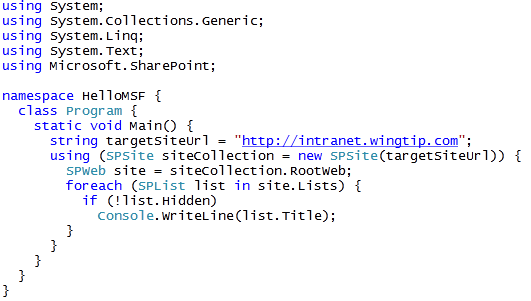 using System;
using System.Collections.Generic;
using System.Linq;
using System.Text;
using Microsoft.SharePoint;

namespace HelloMSF {
  class Program {
    static void Main() {
      string targetSiteUrl = "http://intranet.wingtip.com";
      using (SPSite siteCollection = new SPSite(targetSiteUrl)) {
        SPWeb site = siteCollection.RootWeb;
        foreach (SPList list in site.Lists) {
          if (!list.Hidden)
            Console.WriteLine(list.Title);
        }
      }
    }
  }
}